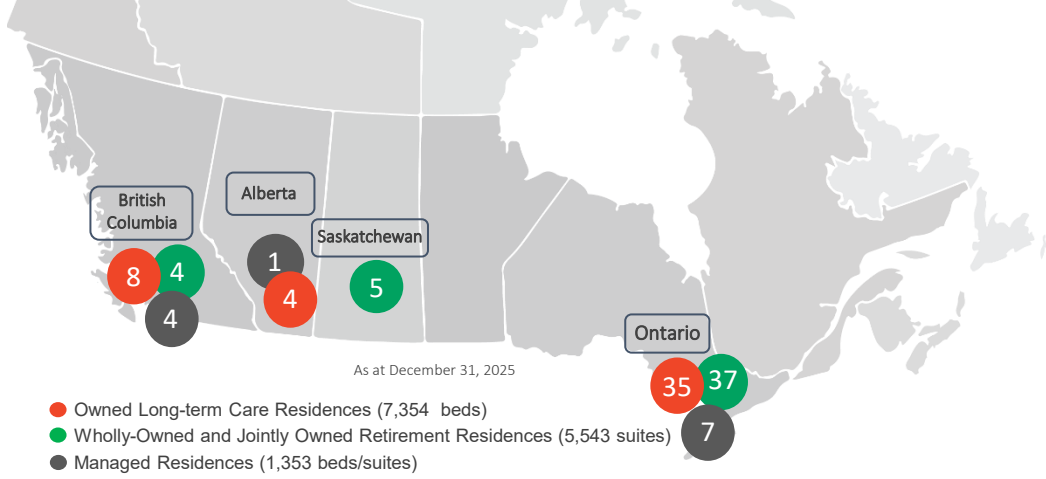 British
Columbia
8
4
4
Alberta
1
4
Saskatchewan
5
Ontario
35
37
7
As at December 31, 2025
Owned Long-term Care Residences (7,354 beds)
Wholly-Owned and Jointly Owned Retirement Residences (5,543 suites)
Managed Residences (1,353 beds/suites)